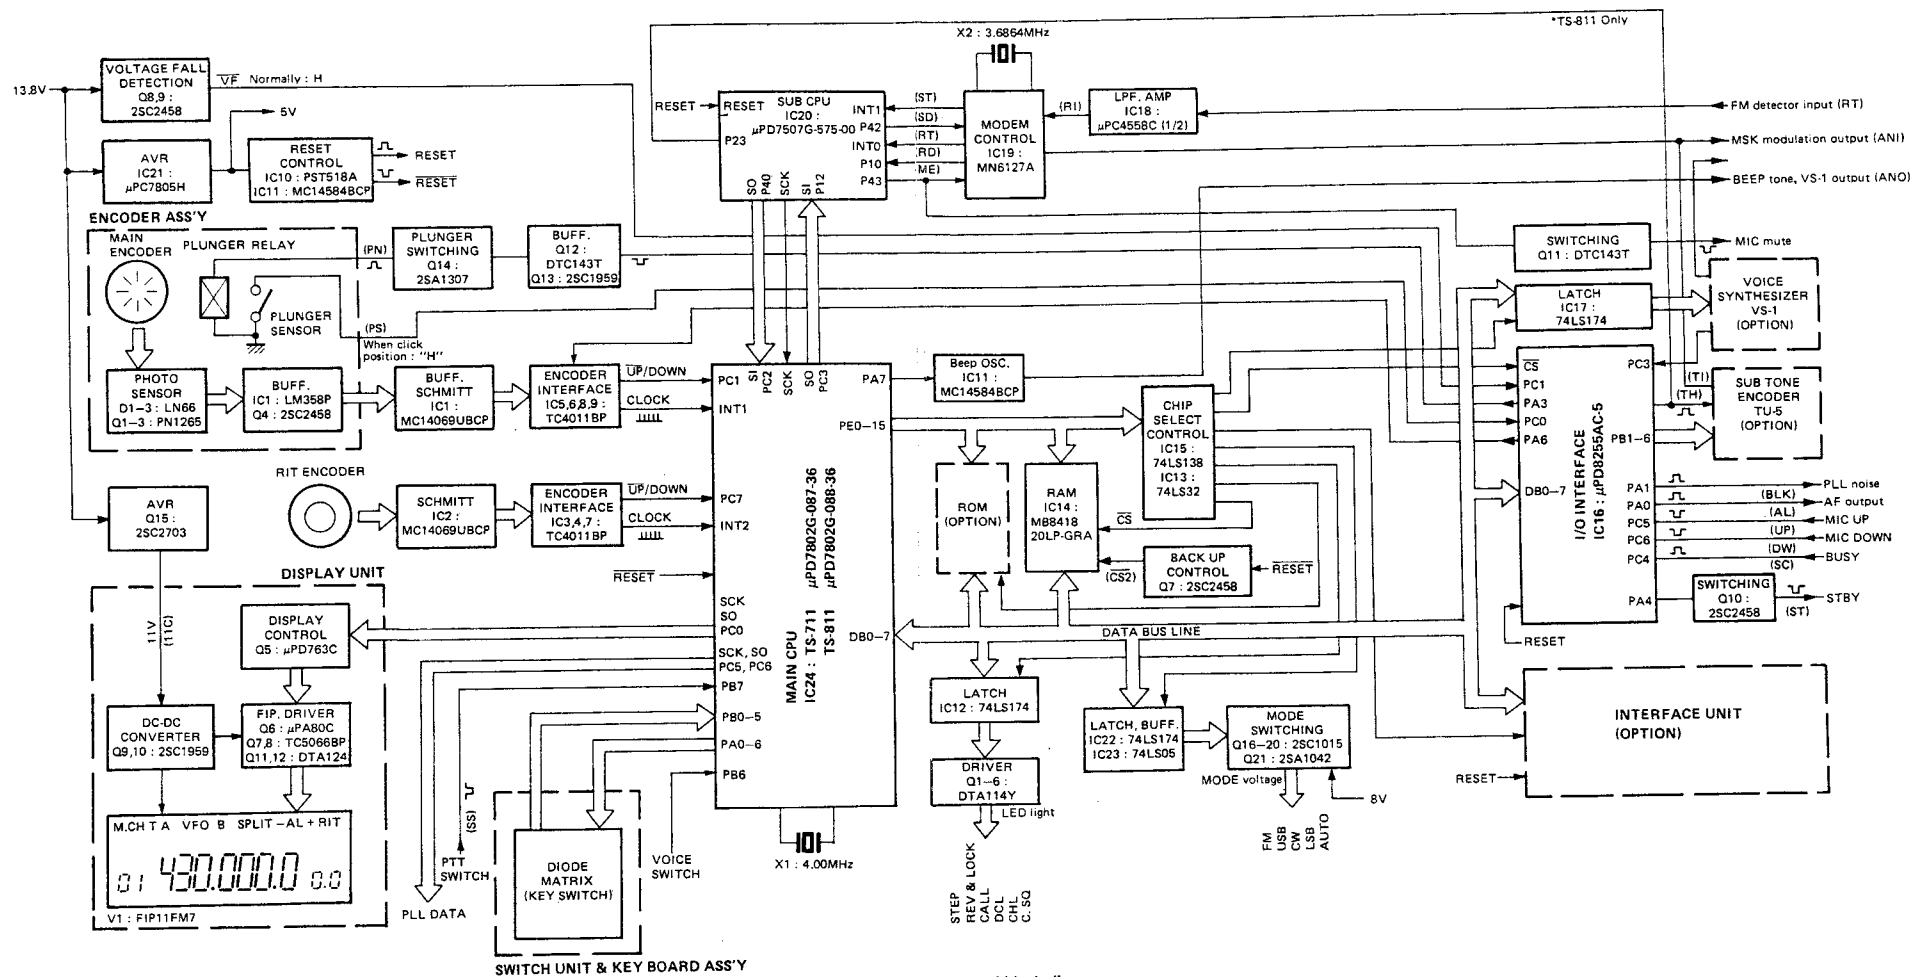 *TS-811 Only
X2 : 3.6864MHz
13.8V
VOLTAGE FALL
DETECTION
Q8,9 :
2SC2458
VF Normally : H
5V
AVR
IC21 :
µPC7805H
RESET
CONTROL
IC10 : PST518A
IC11 : MC14584BCP
RESET
RESET
RESET
RESET
SUB CPU
IC20 :
µPD7507G-575-00
P23
INT1
P42
INT0
P10
P43
SO
P40
SCK
SI
P12
(ST)
(SD)
(RT)
(RD)
(ME)
MODEM
CONTROL
IC19 :
MN6127A
(RI)
LPF. AMP
IC18 :
µPC4558C (1/2)
FM detector input (RT)
MSK modulation output (ANI)
BEEP tone, VS-1 output (ANO)
ENCODER ASS'Y
MAIN
ENCODER
PLUNGER RELAY
PLUNGER
SENSOR
(PN)
PLUNGER
SWITCHING
Q14 :
2SA1307
BUFF.
Q12 :
DTC143T
Q13 : 2SC1959
(PS)
When click
position : "H"
SWITCHING
Q11 : DTC143T
MIC mute
LATCH
IC17 :
74LS174
VOICE
SYNTHESIZER
VS-1
(OPTION)
PHOTO
SENSOR
D1–3 : LN66
Q1–3 : PN1265
BUFF.
IC1 : LM358P
Q4 : 2SC2458
BUFF.
SCHMITT
IC1 :
MC14069UBCP
ENCODER
INTERFACE
IC5,6,8,9 :
TC4011BP
UP/DOWN
CLOCK
PC1
INT1
SI
PC2
SCK
SO
PC3
PA7
PE0–15
Beep OSC.
IC11 :
MC14584BCP
CHIP
SELECT
CONTROL
IC15 :
74LS138
IC13 :
74LS32
CS
PC1
PA3
PC0
PA6
DB0–7
I/O INTERFACE
IC16 : µPD8255AC-5
PC3
PB1–6
(TI)
(TH)
SUB TONE
ENCODER
TU-5
(OPTION)
RIT ENCODER
SCHMITT
IC2 :
MC14069UBCP
ENCODER
INTERFACE
IC3,4,7 :
TC4011BP
UP/DOWN
CLOCK
PC7
INT2
MAIN CPU
IC24 : TS-711 µPD7802G-087-36
TS-811 µPD7802G-088-36
ROM
(OPTION)
RAM
IC14 :
MB8418
20LP-GRA
CS
(CS2)
BACK UP
CONTROL
Q7 : 2SC2458
RESET
PA1
PA0
PC5
PC6
PC4
PLL noise
(BLK)
AF output
(AL)
MIC UP
(UP)
MIC DOWN
(DW)
BUSY
(SC)
AVR
Q15 :
2SC2703
RESET
DISPLAY UNIT
11V
(11C)
DISPLAY
CONTROL
Q5 : µPD763C
SCK
SO
PC0
SCK, SO
PC5, PC6
PB7
PB0–5
PA0–6
PB6
DB0–7
DATA BUS LINE
PA4
SWITCHING
Q10 :
2SC2458
(ST)
STBY
RESET
DC-DC
CONVERTER
Q9,10 : 2SC1959
FIP. DRIVER
Q6 : µPA80C
Q7,8 : TC5066BP
Q11,12 : DTA124
LATCH
IC12 : 74LS174
DRIVER
Q1–6 :
DTA114Y
LED light
STEP
REV & LOCK
CALL
DCL
CHL
C. SQ
LATCH, BUFF.
IC22 : 74LS174
IC23 : 74LS05
MODE
SWITCHING
Q16–20 : 2SC1015
Q21 : 2SA1042
MODE voltage
8V
FM
USB
CW
LSB
AUTO
INTERFACE UNIT
(OPTION)
RESET
M.CH T A VFO B SPLIT –AL + RIT
01 430.000.0 0.0
V1 : FIP11FM7
PLL DATA
(SS)
PTT
SWITCH
DIODE
MATRIX
(KEY SWITCH)
VOICE
SWITCH
X1 : 4.00MHz
SWITCH UNIT & KEY BOARD ASS'Y